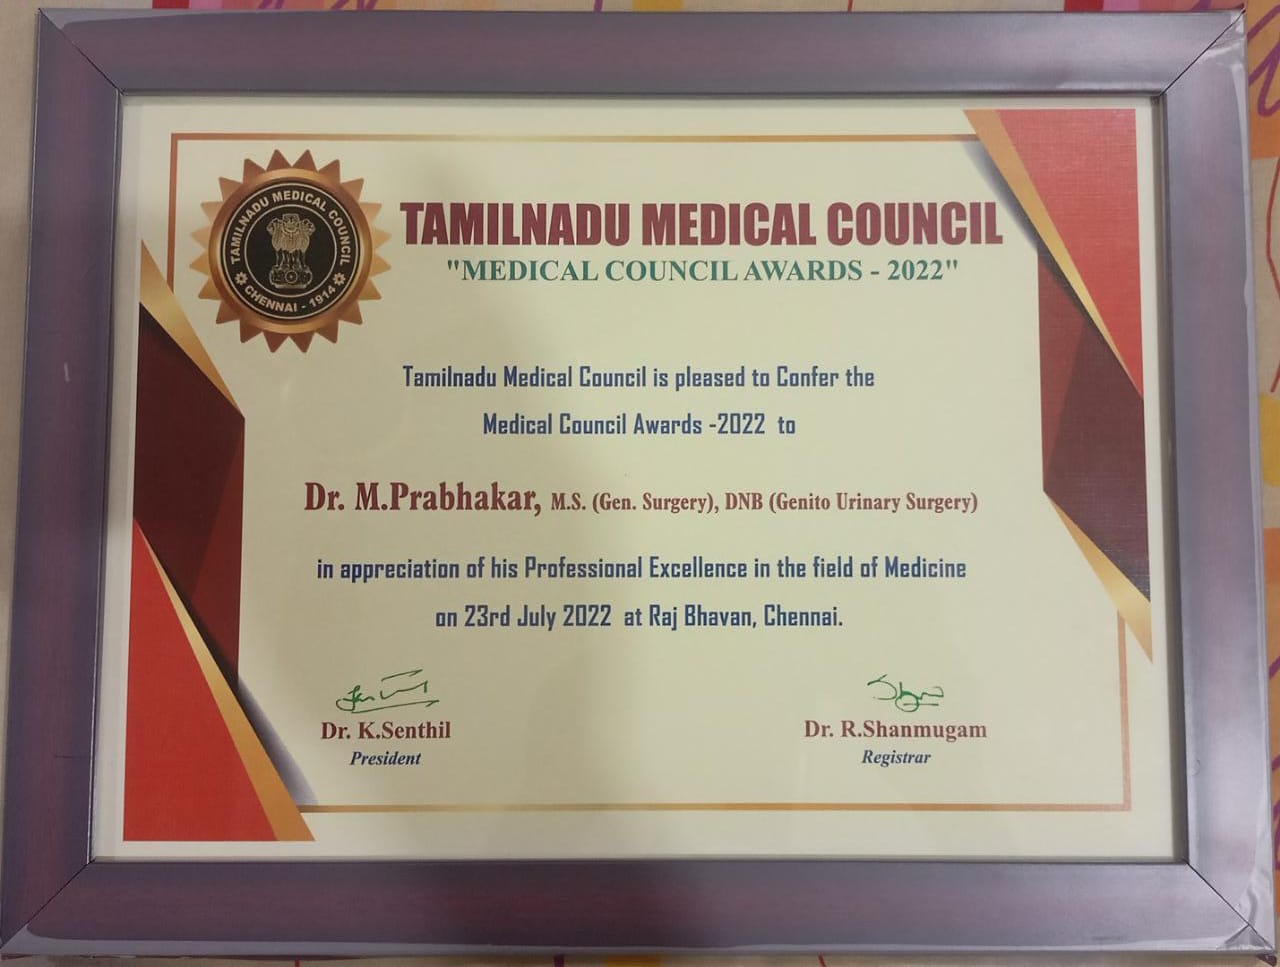 TAMILNADU MEDICAL COUNCIL
CHENNAI - 1914
TAMILNADU MEDICAL COUNCIL
"MEDICAL COUNCIL AWARDS - 2022"
Tamilnadu Medical Council is pleased to Confer the
Medical Council Awards -2022 to
Dr. M.Prabhakar, M.S. (Gen. Surgery), DNB (Genito Urinary Surgery)
in appreciation of his Professional Excellence in the field of Medicine
on 23rd July 2022 at Raj Bhavan, Chennai.
Dr. K.Senthil
President
Dr. R.Shanmugam
Registrar